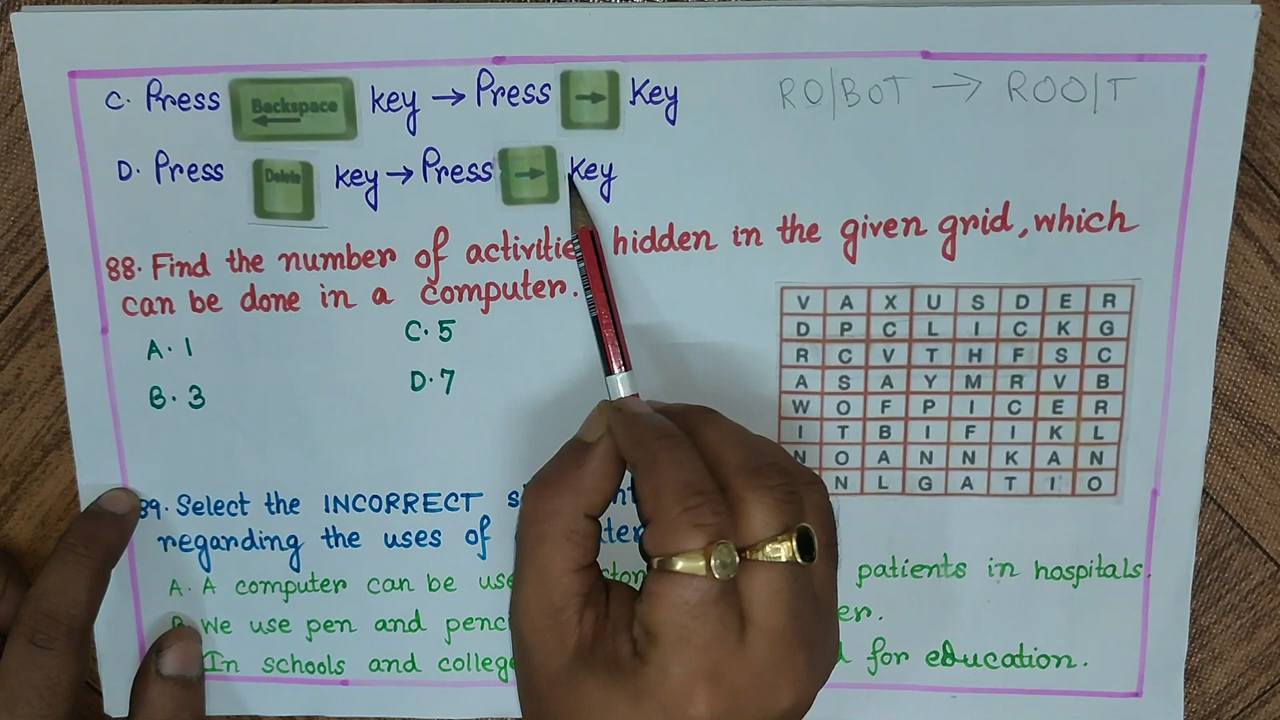 C. Press Backspace key → Press → Key RO/BOT → ROO/T
D. Press Delete key → Press → Key
88. Find the number of activitie hidden in the given grid, which
can be done in a computer.
A. 1 C. 5
B. 3 D. 7
V A X U S D E R
D P C L I C K G
R C V T H F S C
A S A Y M R V B
W O F P I C E R
I T B I F I K L
N O A N N K A N
N L G A T I O
89. Select the INCORRECT
regarding the uses of
A. A computer can be patients in hospitals.
B. We use pen and
In schools and for education.